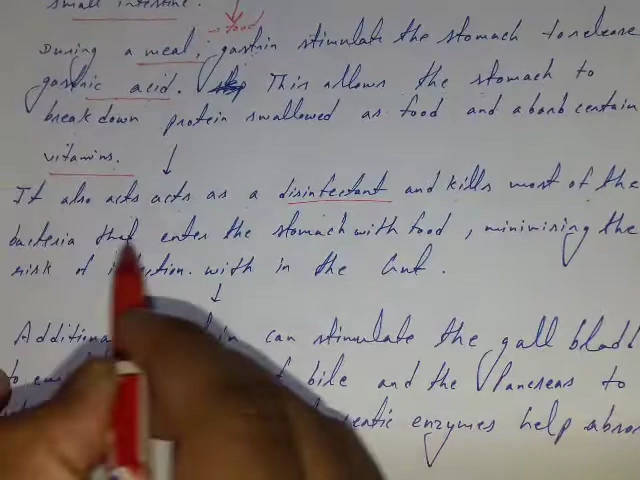 small intestine.
→ food
During a meal, gastrin stimulate the stomach to release
gastric acid. This allows the stomach to
break down protein swallowed as food and absorb certain
vitamins.
It also acts acts as a disinfectant and kills most of the
bacteria that enter the stomach with food, minimising the
risk of with in the Gut.
can stimulate the gall bladd
to bile and the Pancreas to
enzymes help absor